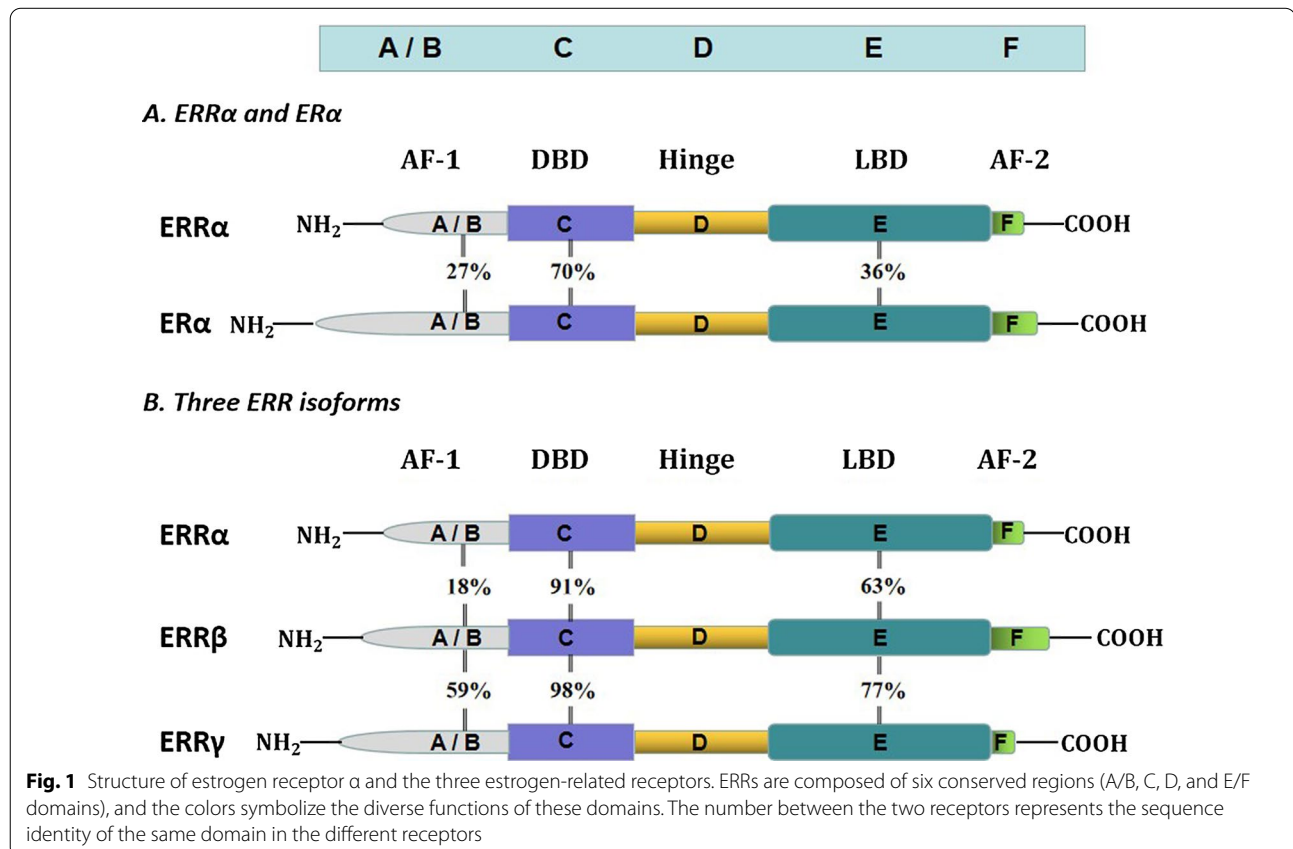 A / B C D E F
A. ERRα and ERα
AF-1 DBD Hinge LBD AF-2
ERRα NH2 A / B C D E F COOH
27% 70% 36%
ERα NH2 A / B C D E F COOH
B. Three ERR isoforms
AF-1 DBD Hinge LBD AF-2
ERRα NH2 A / B C D E F COOH
18% 91% 63%
ERRβ NH2 A / B C D E F COOH
59% 98% 77%
ERRγ NH2 A / B C D E F COOH
Fig. 1 Structure of estrogen receptor α and the three estrogen-related receptors. ERRs are composed of six conserved regions (A/B, C, D, and E/F
domains), and the colors symbolize the diverse functions of these domains. The number between the two receptors represents the sequence
identity of the same domain in the different receptors